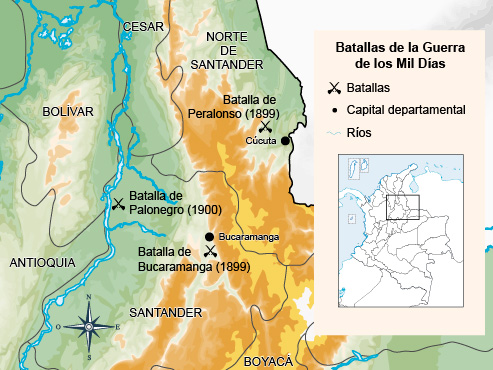 CESAR
NORTE
DE
SANTANDER
Batalla de
Peralonso (1899)
BOLÍVAR
Cúcuta
Batalla de
Palonegro (1900)
Bucaramanga
Batalla de
Bucaramanga (1899)
ANTIOQUIA
SANTANDER
BOYACÁ
N
O
E
S
Batallas de la Guerra
de los Mil Días
Batallas
Capital departamental
Ríos